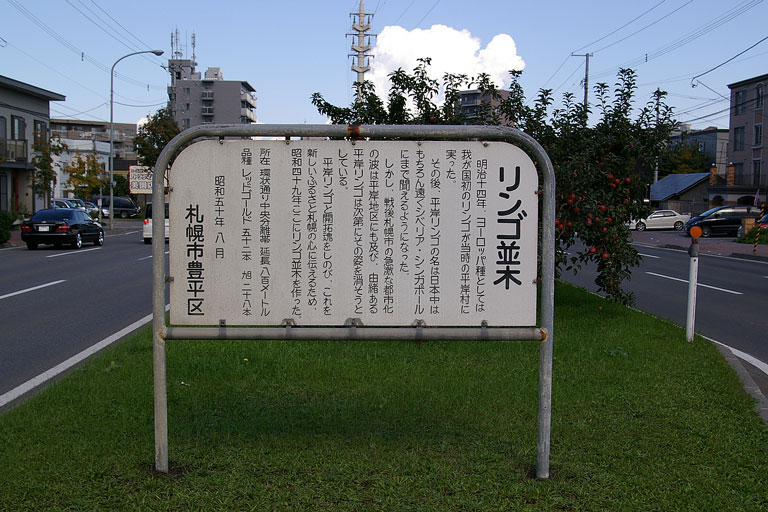 リンゴ並木
明治十四年、ヨーロッパ種としては
我が国初のリンゴが当時の平岸村に
実った。
その後、平岸リンゴの名は日本中は
もちろん遠くシベリア・シンガポール
にまで聞えるようになった。
しかし、戦後札幌の急激な都市化
の波は平岸地区にも及び、由緒ある
平岸リンゴは次第にその姿を消そうと
している。
平岸リンゴと開拓魂をしのび、これを
新しいふるさと札幌の心に伝えるため、
昭和四十九年ここにリンゴ並木を作った。
所在 環状通り中央分離帯 延長 八百メートル
品種 レッドゴールド 五十二本 旭 二十八本
昭和五十年八月
札幌市豊平区